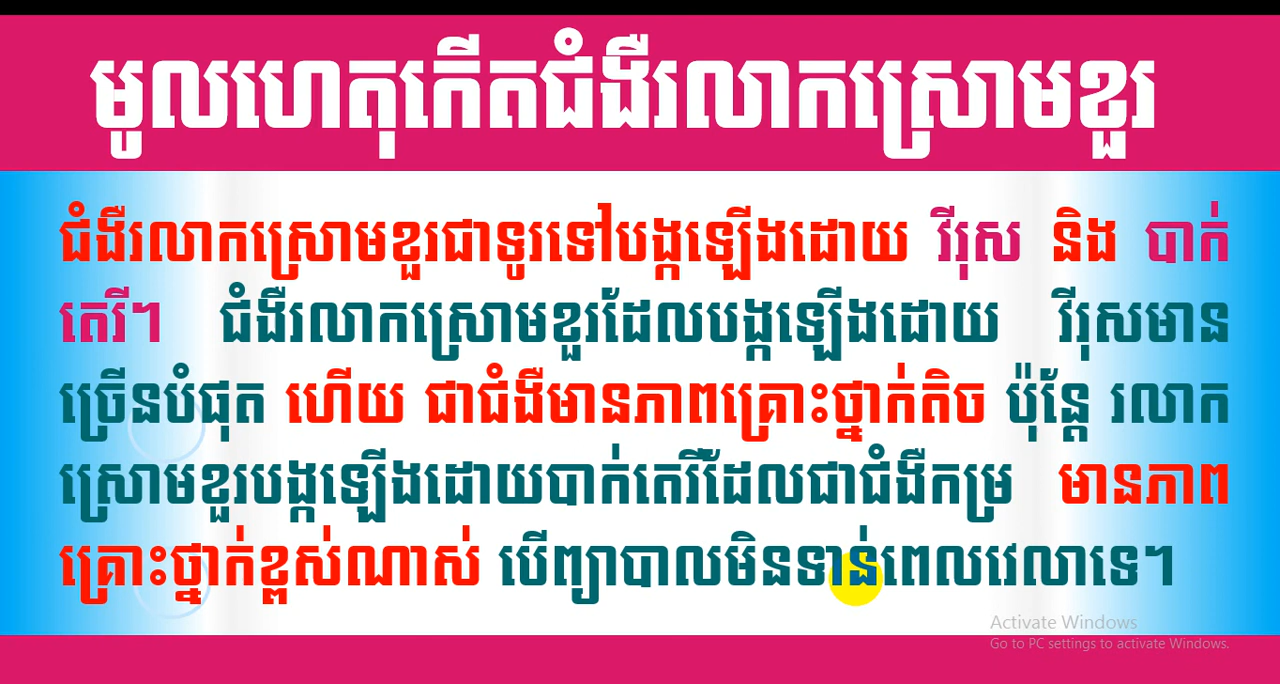 មូលហេតុកើតជំងឺរលាកស្រោមខួរ
ជំងឺរលាកស្រោមខួរជាទូរទៅបង្កឡើងដោយ វីរុស និង បាក់
តេរី។ ជំងឺរលាកស្រោមខួរដែលបង្កឡើងដោយ វីរុសមាន
ច្រើនបំផុត ហើយ ជាជំងឺមានភាពគ្រោះថ្នាក់តិច ប៉ុន្តែ រលាក
ស្រោមខួរបង្កឡើងដោយបាក់តេរីដែលជាជំងឺកម្រ មានភាព
គ្រោះថ្នាក់ខ្ពស់ណាស់ បើព្យាបាលមិនទាន់ពេលវេលាទេ។
Activate Windows
Go to PC settings to activate Windows.